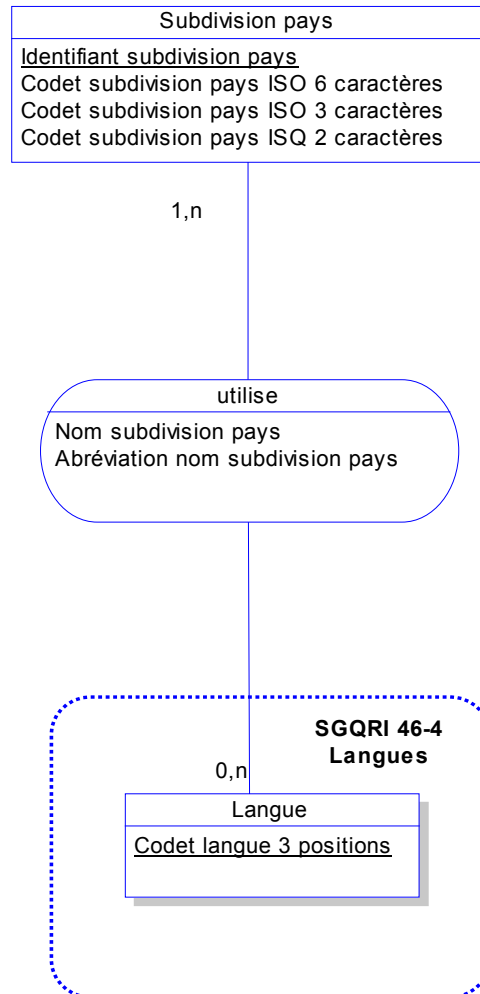 Subdivision pays
Identifiant subdivision pays
Codet subdivision pays ISO 6 caractères
Codet subdivision pays ISO 3 caractères
Codet subdivision pays ISQ 2 caractères
1,n
utilise
Nom subdivision pays
Abréviation nom subdivision pays
SGQRI 46-4
Langues
0,n
Langue
Codet langue 3 positions